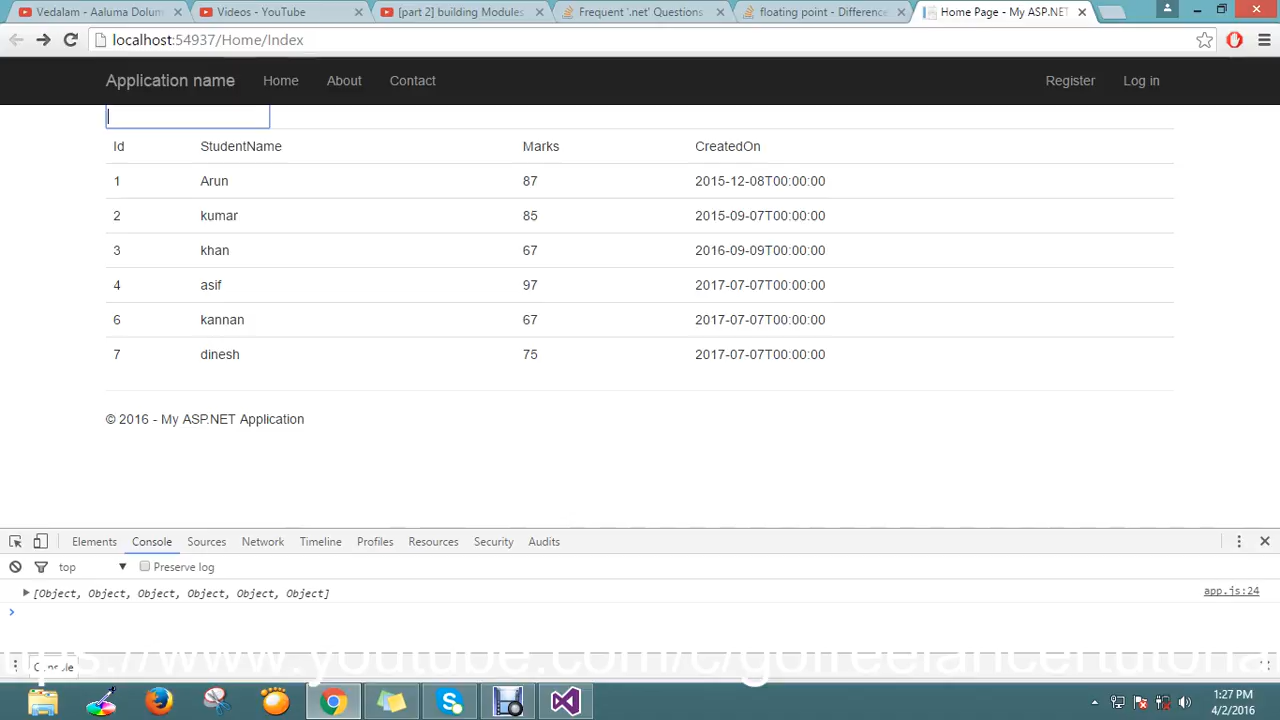 Vedalam - Aaluma Dolum
Videos - YouTube
[part 2] building Modules
Frequent '.net' Questions
floating point - Difference
Home Page - My ASP.NET
localhost:54937/Home/Index
Application name Home About Contact Register Log in
Id StudentName Marks CreatedOn
1 Arun 87 2015-12-08T00:00:00
2 kumar 85 2015-09-07T00:00:00
3 khan 67 2016-09-09T00:00:00
4 asif 97 2017-07-07T00:00:00
6 kannan 67 2017-07-07T00:00:00
7 dinesh 75 2017-07-07T00:00:00
© 2016 - My ASP.NET Application
Elements Console Sources Network Timeline Profiles Resources Security Audits
top Preserve log
[Object, Object, Object, Object, Object, Object] app.js:24
Console
1:27 PM
4/2/2016